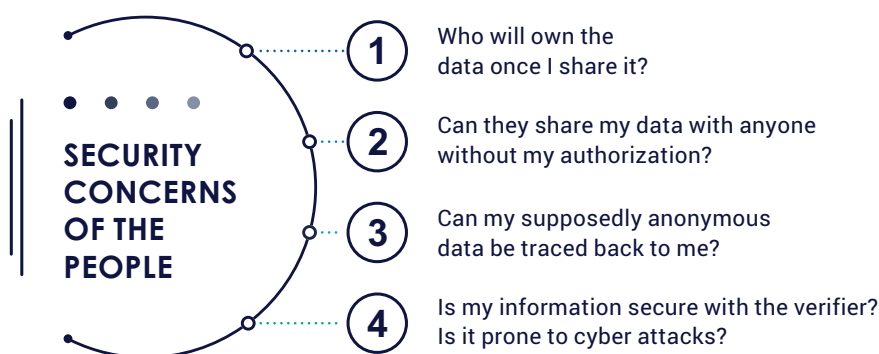 SECURITY
CONCERNS
OF THE
PEOPLE
1
Who will own the
data once I share it?
2
Can they share my data with anyone
without my authorization?
3
Can my supposedly anonymous
data be traced back to me?
4
Is my information secure with the verifier?
Is it prone to cyber attacks?